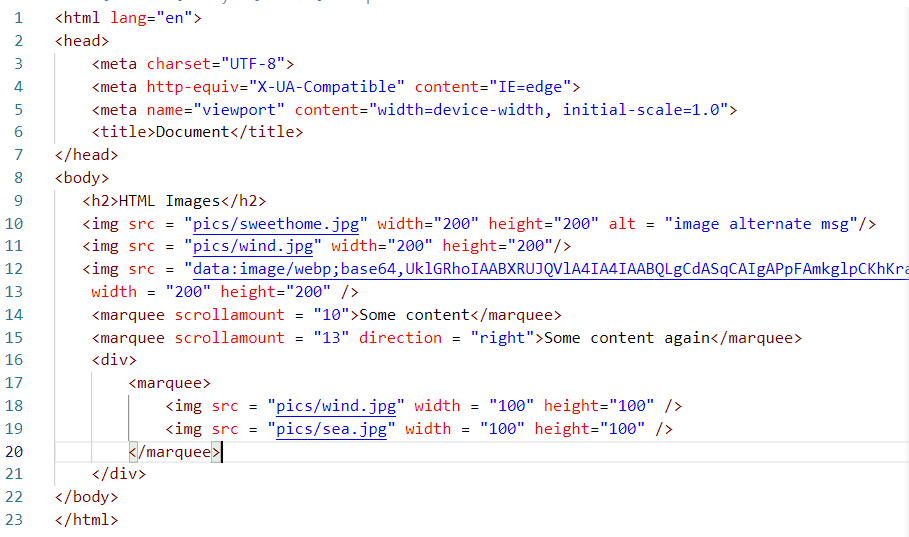 1 <html lang="en">
2 <head>
3 <meta charset="UTF-8">
4 <meta http-equiv="X-UA-Compatible" content="IE=edge">
5 <meta name="viewport" content="width=device-width, initial-scale=1.0">
6 <title>Document</title>
7 </head>
8 <body>
9 <h2>HTML Images</h2>
10 <img src = "pics/sweethome.jpg" width="200" height="200" alt = "image alternate msg"/>
11 <img src = "pics/wind.jpg" width="200" height="200"/>
12 <img src = "data:image/webp;base64,UklGRhoIAABXRUJQVlA4IA4IAABQLgCdASqCAIgAPpFAmkglpCKhKra
13 width = "200" height="200" />
14 <marquee scrollamount = "10">Some content</marquee>
15 <marquee scrollamount = "13" direction = "right">Some content again</marquee>
16 <div>
17 <marquee>
18 <img src = "pics/wind.jpg" width = "100" height="100" />
19 <img src = "pics/sea.jpg" width = "100" height="100" />
20 </marquee>
21 </div>
22 </body>
23 </html>